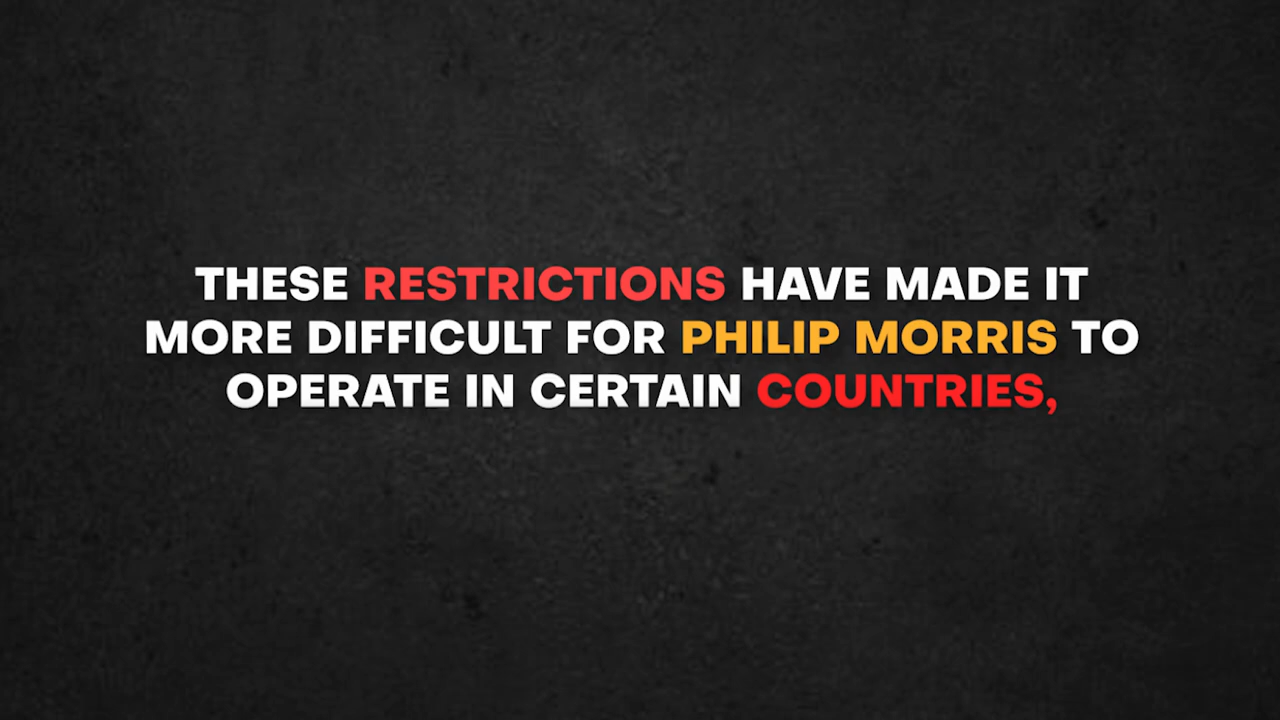 THESE RESTRICTIONS HAVE MADE IT
MORE DIFFICULT FOR PHILIP MORRIS TO
OPERATE IN CERTAIN COUNTRIES,